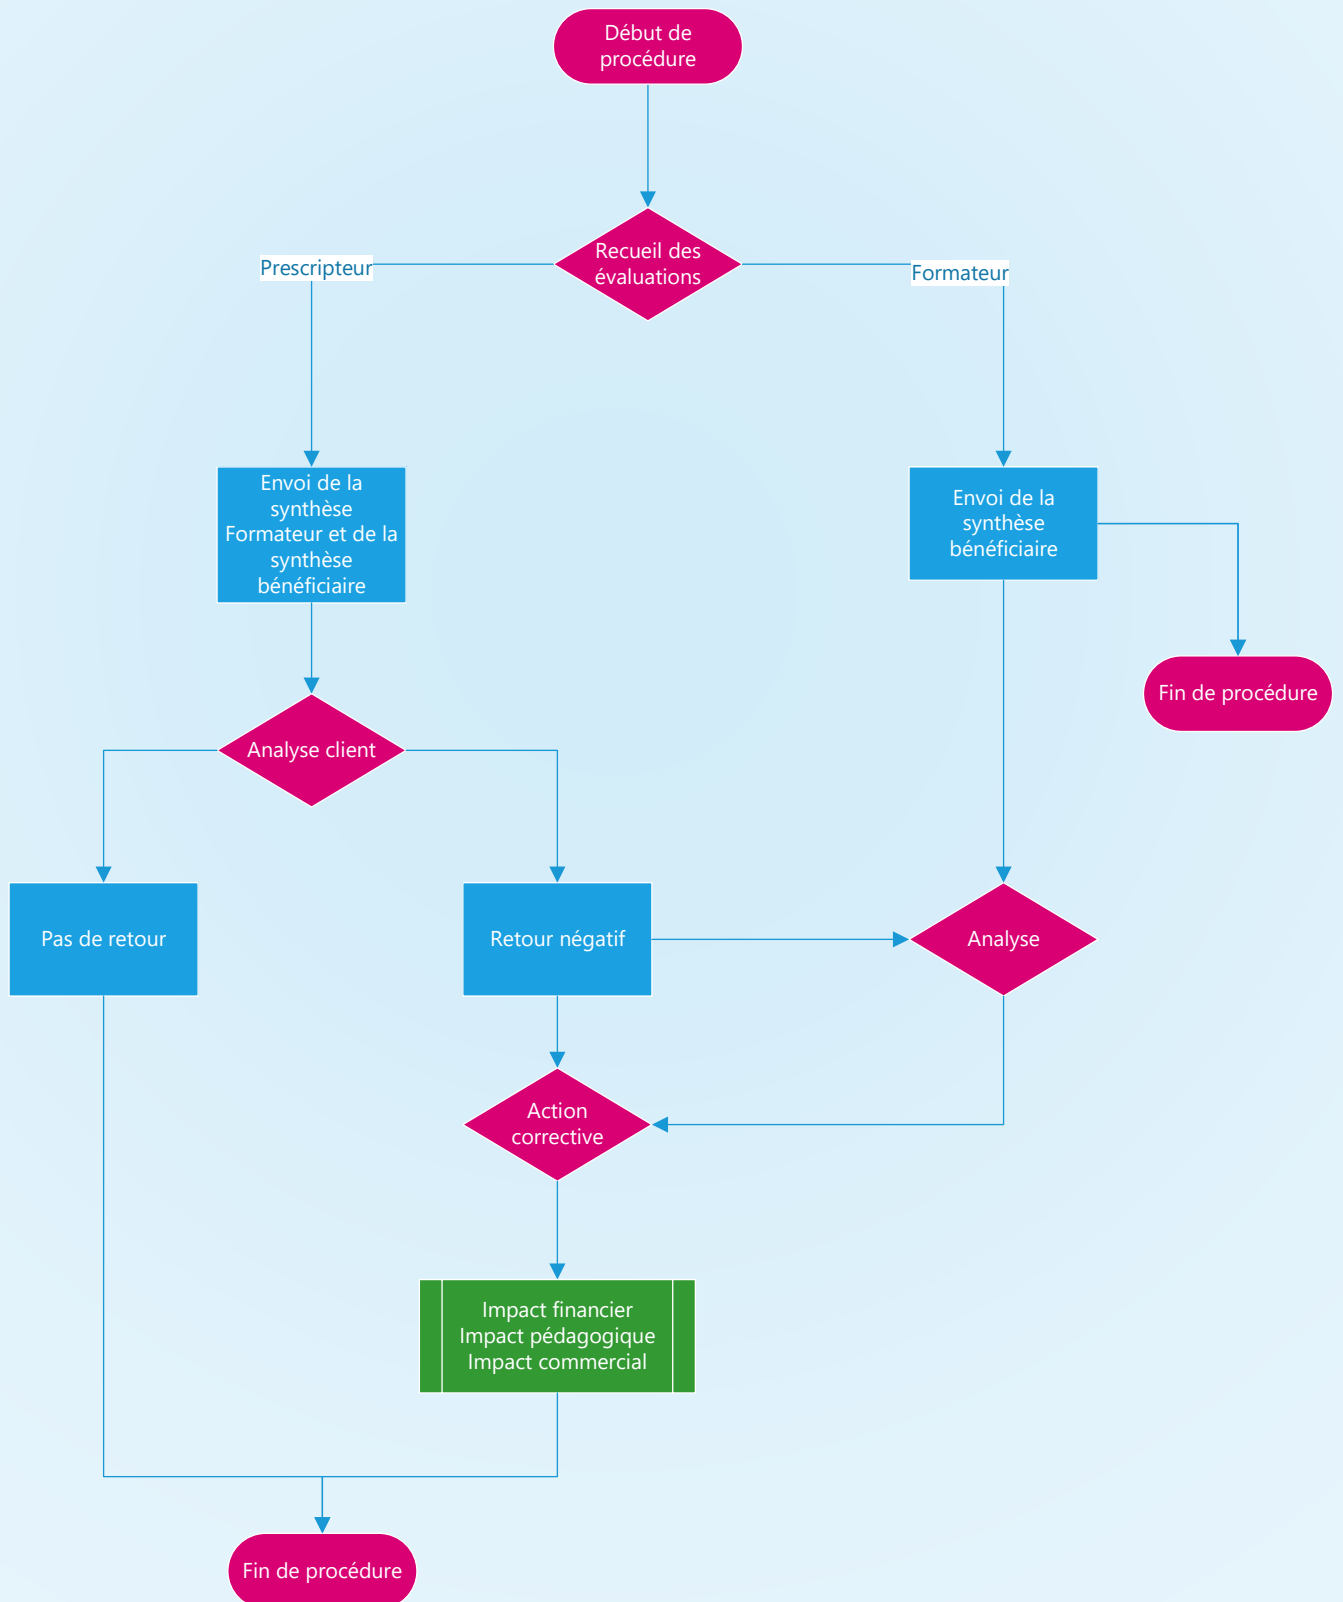 Début de
procédure
Recueil des
évaluations
Prescripteur
Formateur
Envoi de la
synthèse
Formateur et de la
synthèse
bénéficiaire
Envoi de la
synthèse
bénéficiaire
Fin de procédure
Analyse client
Pas de retour
Retour négatif
Analyse
Action
corrective
Impact financier
Impact pédagogique
Impact commercial
Fin de procédure